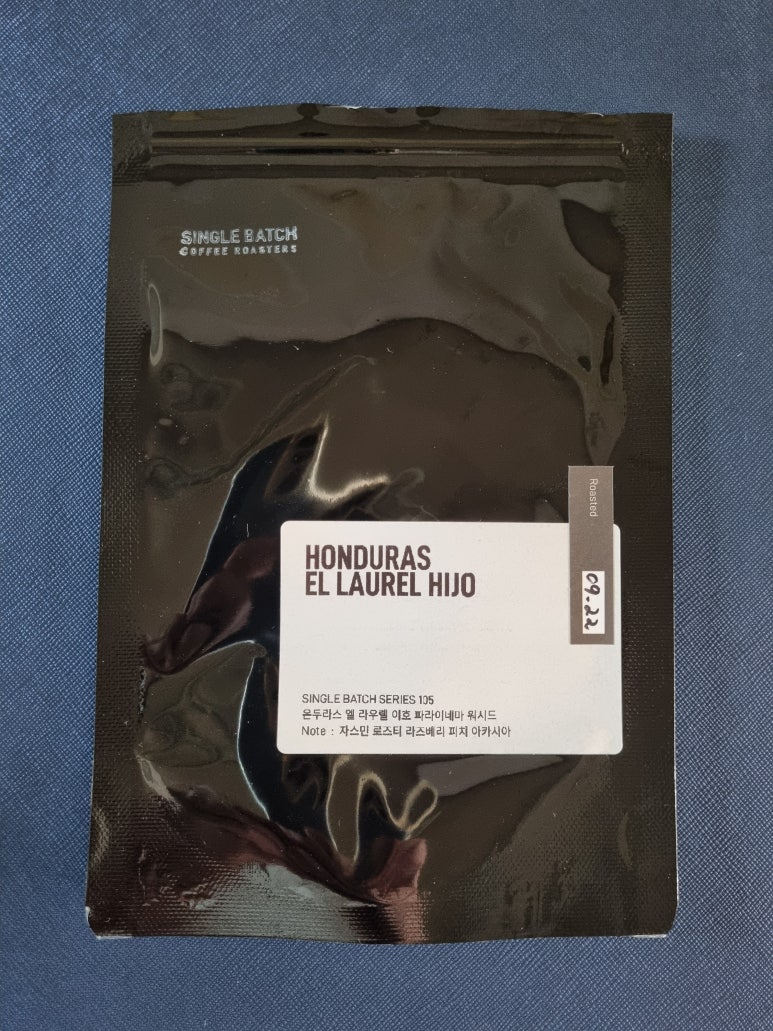 SINGLE BATCH
COFFEE ROASTERS
Roasted
09.22
HONDURAS
EL LAUREL HIJO
SINGLE BATCH SERIES 105
온두라스 엘 라우렐 이호 파라이네마 워시드
Note : 자스민 로즈티 라즈베리 피치 아카시아